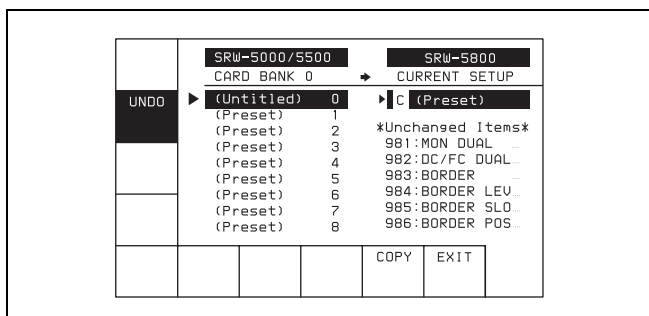 SRW-5000/5500 SRW-5800
CARD BANK 0 → CURRENT SETUP
UNDO ▶ (Untitled) 0 ▶ C (Preset)
(Preset) 1
(Preset) 2 *Unchanged Items*
(Preset) 3 981:MON DUAL ...
(Preset) 4 982:DC/FC DUAL...
(Preset) 5 983:BORDER ...
(Preset) 6 984:BORDER LEV...
(Preset) 7 985:BORDER SLO...
(Preset) 8 986:BORDER POS...
COPY EXIT